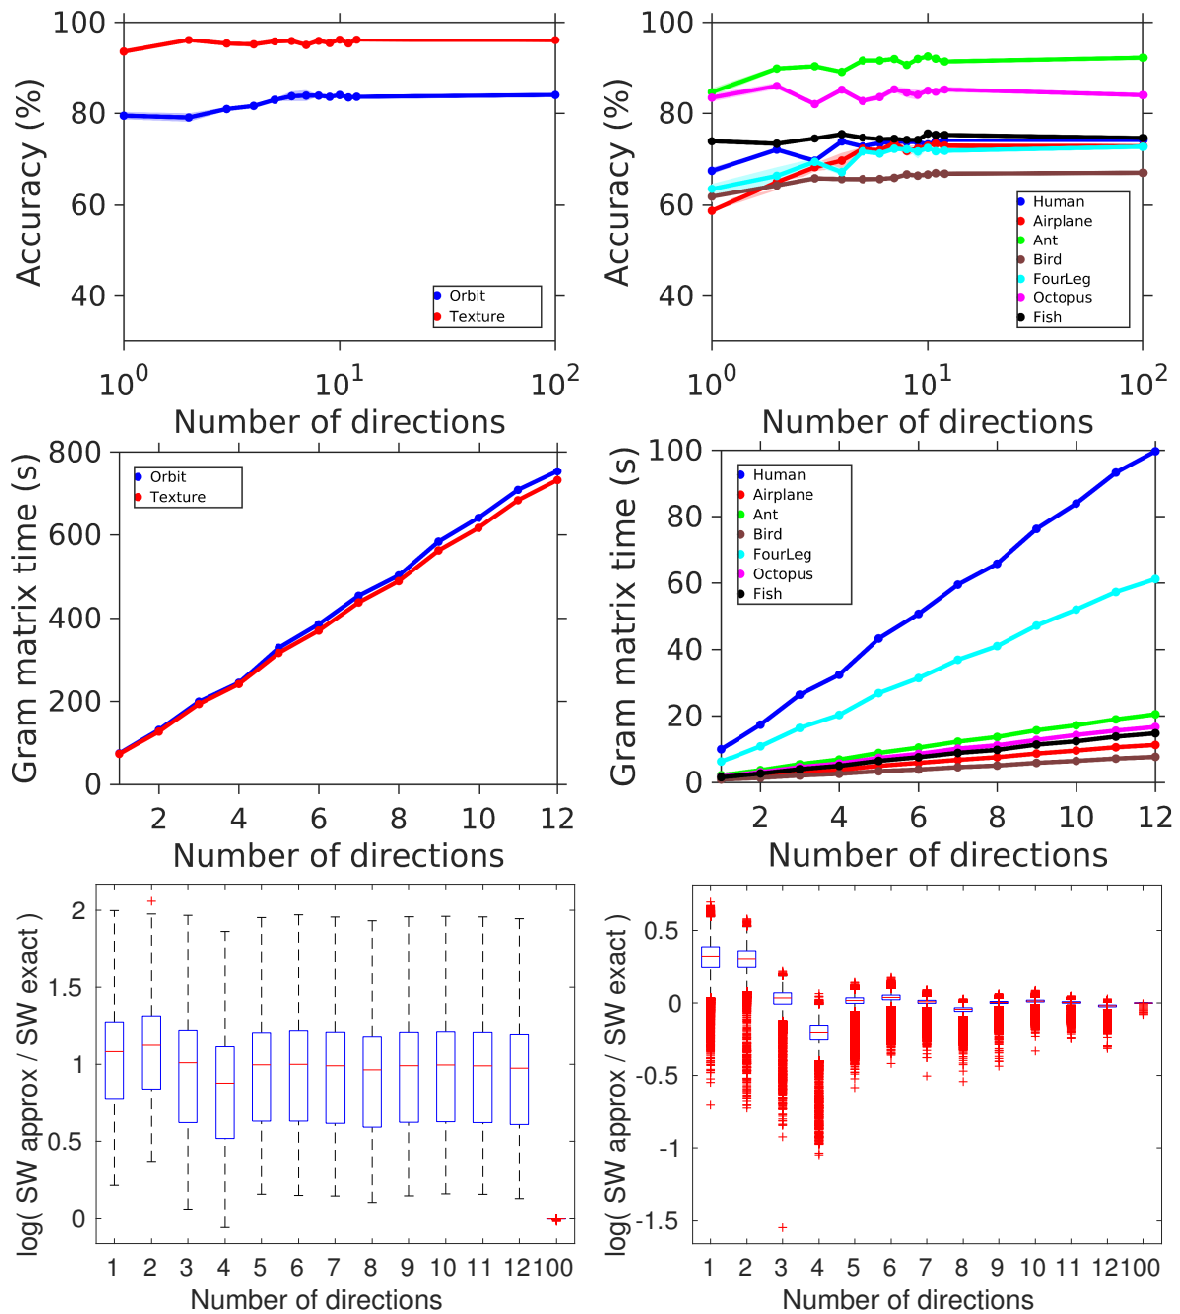 100
80
60
40
Accuracy (%)
Orbit
Texture
10^0 10^1 10^2
Number of directions
100
80
60
40
Accuracy (%)
Human
Airplane
Ant
Bird
FourLeg
Octopus
Fish
10^0 10^1 10^2
Number of directions
800
600
400
200
0
Gram matrix time (s)
Orbit
Texture
2 4 6 8 10 12
Number of directions
100
80
60
40
20
0
Gram matrix time (s)
Human
Airplane
Ant
Bird
FourLeg
Octopus
Fish
2 4 6 8 10 12
Number of directions
2
1.5
1
0.5
0
log( SW approx / SW exact )
1 2 3 4 5 6 7 8 9 10 11 12 100
Number of directions
0.5
0
-0.5
-1
-1.5
log( SW approx / SW exact )
1 2 3 4 5 6 7 8 9 10 11 12 100
Number of directions